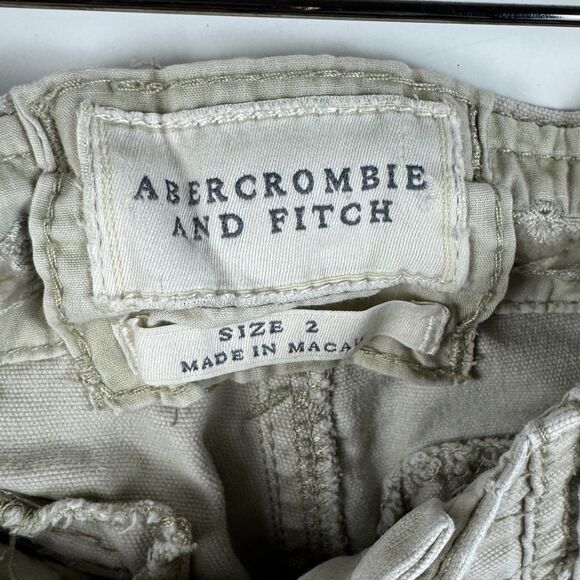 ABERCROMBIE
AND FITCH
SIZE 2
MADE IN MACAU